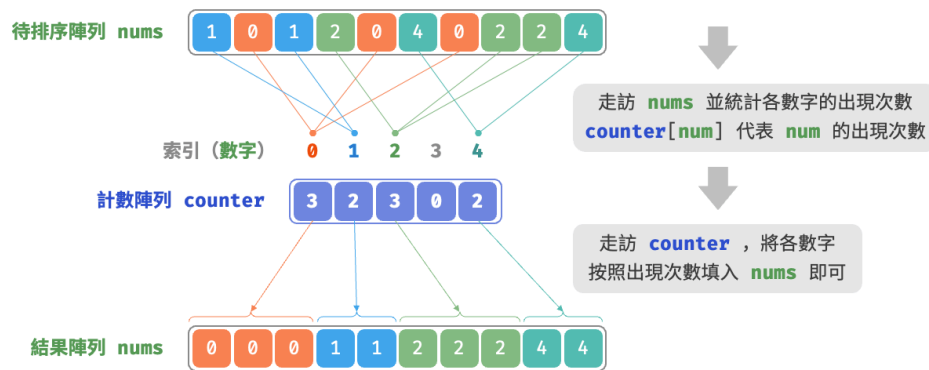 待排序陣列 nums
1 0 1 2 0 4 0 2 2 4
走訪 nums 並統計各數字的出現次數
counter[num] 代表 num 的出現次數
索引（數字） 0 1 2 3 4
計數陣列 counter
3 2 3 0 2
走訪 counter ，將各數字
按照出現次數填入 nums 即可
結果陣列 nums
0 0 0 1 1 2 2 2 4 4